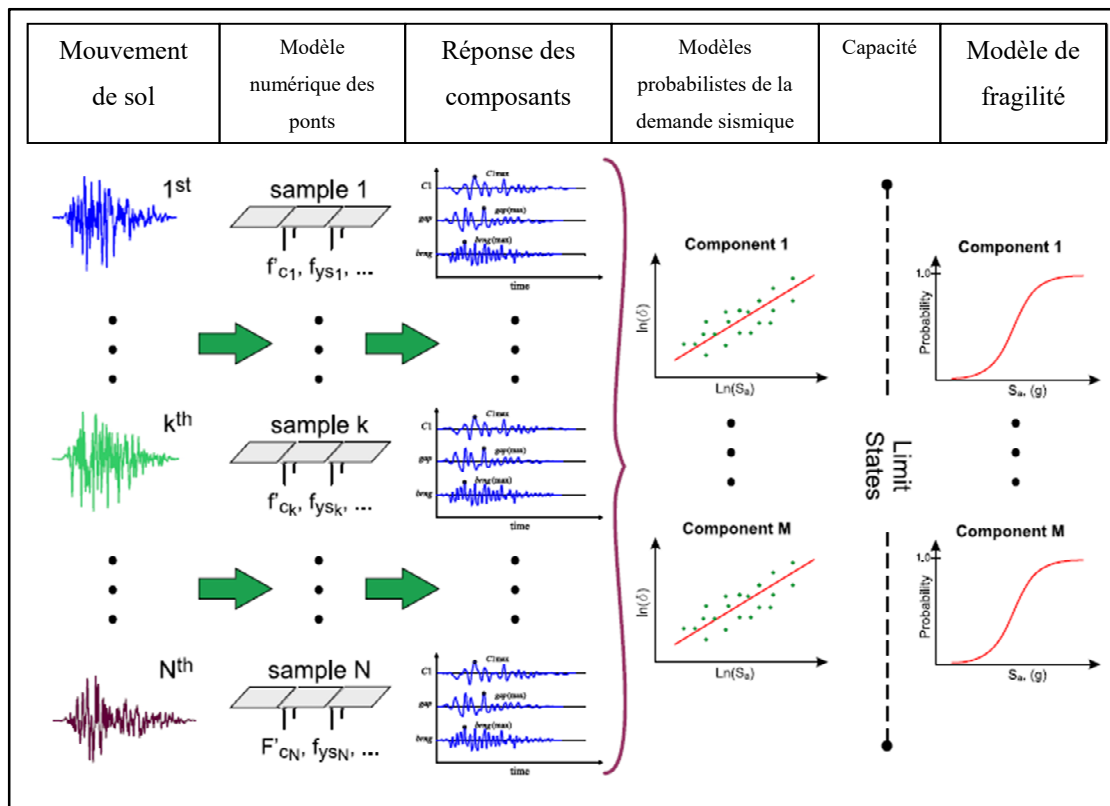 Mouvement
de sol
Modèle
numérique des
ponts
Réponse des
composants
Modèles
probabilistes de la
demande sismique
Capacité
Modèle de
fragilité
1st
sample 1
f'c1, fys1, ...
C1
C1max
gap
gap(max)
brng
brng(max)
time
kth
sample k
f'ck, fysk, ...
C1
C1max
gap
gap(max)
brng
brng(max)
time
Nth
sample N
F'cN, fysN, ...
C1
C1max
gap
gap(max)
brng
brng(max)
time
Component 1
ln(δ)
Ln(Sa)
Component M
ln(δ)
Ln(Sa)
Limit
States
Component 1
1.0
Probability
Sa, (g)
Component M
1.0
Probability
Sa, (g)